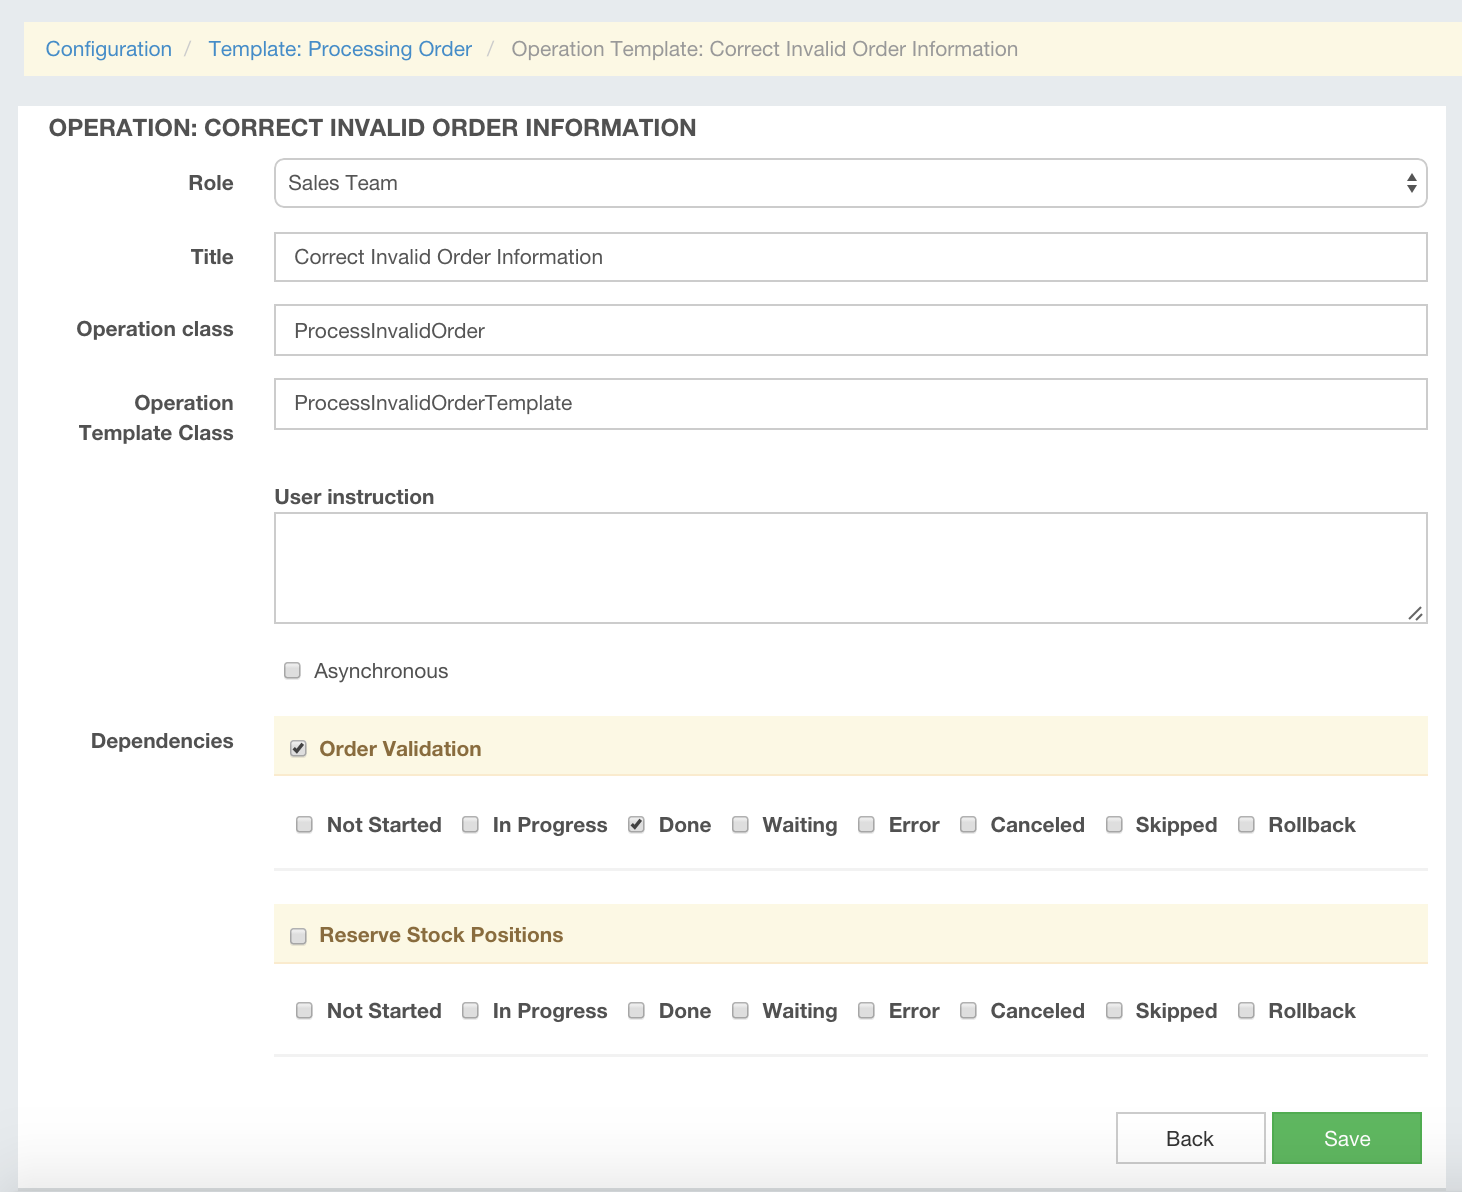 Configuration / Template: Processing Order / Operation Template: Correct Invalid Order Information
OPERATION: CORRECT INVALID ORDER INFORMATION
Role
Sales Team
Title
Correct Invalid Order Information
Operation class
ProcessInvalidOrder
Operation
Template Class
ProcessInvalidOrderTemplate
User instruction
Asynchronous
Dependencies
Order Validation
Not Started In Progress Done Waiting Error Canceled Skipped Rollback
Reserve Stock Positions
Not Started In Progress Done Waiting Error Canceled Skipped Rollback
Back Save